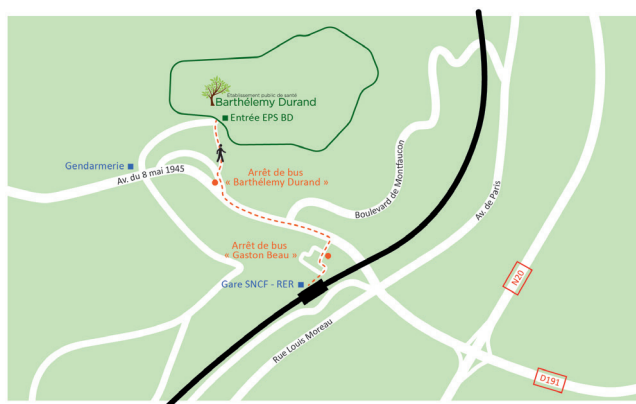 Etablissement public de santé
Barthélemy Durand
Entrée EPS BD
Gendarmerie
Av. du 8 mai 1945
Arrêt de bus
« Barthélemy Durand »
Boulevard de Montfaucon
Av. de Paris
Arrêt de bus
« Gaston Beau »
Gare SNCF - RER
N20
Rue Louis Moreau
D191